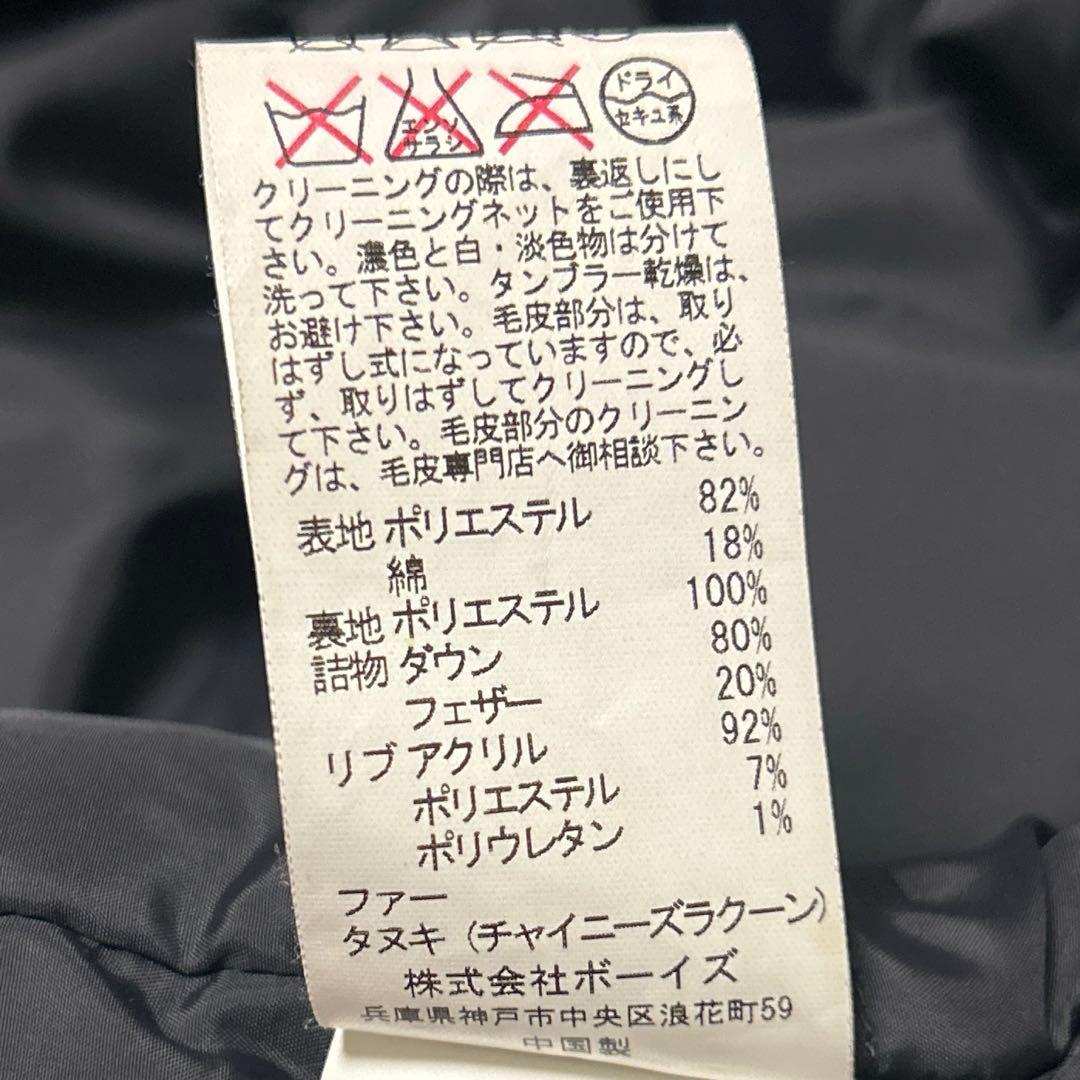 エンソ
サラシ
ドライ
セキユ系
クリーニングの際は、裏返しにし
てクリーニングネットをご使用下
さい。濃色と白・淡色物は分けて
洗って下さい。タンブラー乾燥は、
お避け下さい。毛皮部分は、取り
はずし式になっていますので、必
ず、取りはずしてクリーニングし
て下さい。毛皮部分のクリーニン
グは、毛皮専門店へ御相談下さい。
表地 ポリエステル 82%
綿 18%
裏地 ポリエステル 100%
詰物 ダウン 80%
フェザー 20%
リブ アクリル 92%
ポリエステル 7%
ポリウレタン 1%
ファー
タヌキ (チャイニーズラクーン)
株式会社ボーイズ
兵庫県神戸市中央区浪花町59
中国製